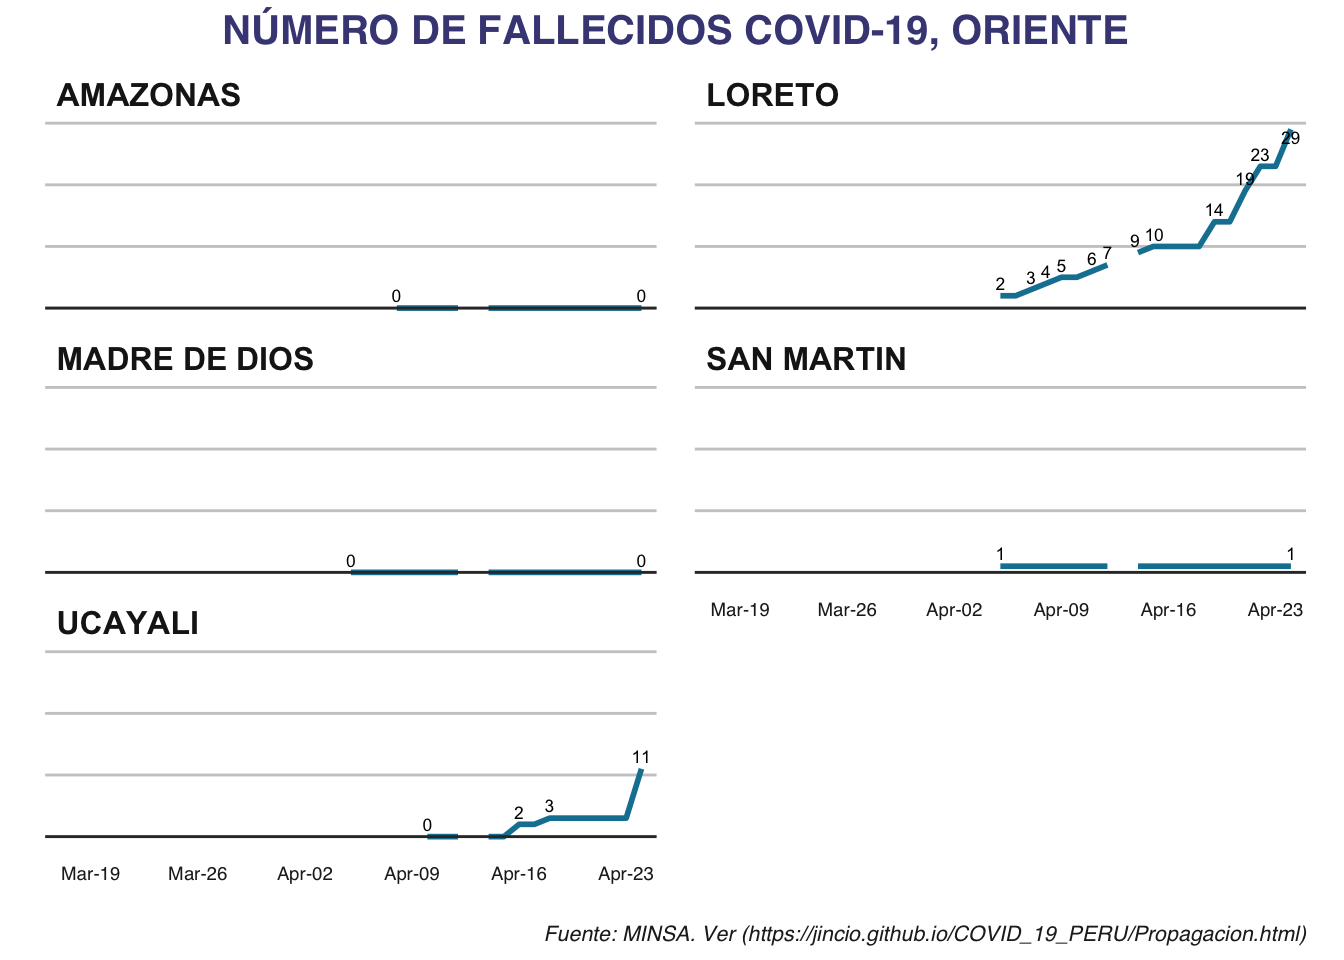 NÚMERO DE FALLECIDOS COVID-19, ORIENTE
AMAZONAS
0
0
LORETO
2
3
4
5
6
7
9
10
14
19
23
29
MADRE DE DIOS
0
0
SAN MARTIN
1
1
Mar-19 Mar-26 Apr-02 Apr-09 Apr-16 Apr-23
UCAYALI
0
2
3
11
Mar-19 Mar-26 Apr-02 Apr-09 Apr-16 Apr-23
Fuente: MINSA. Ver (https://jincio.github.io/COVID_19_PERU/Propagacion.html)